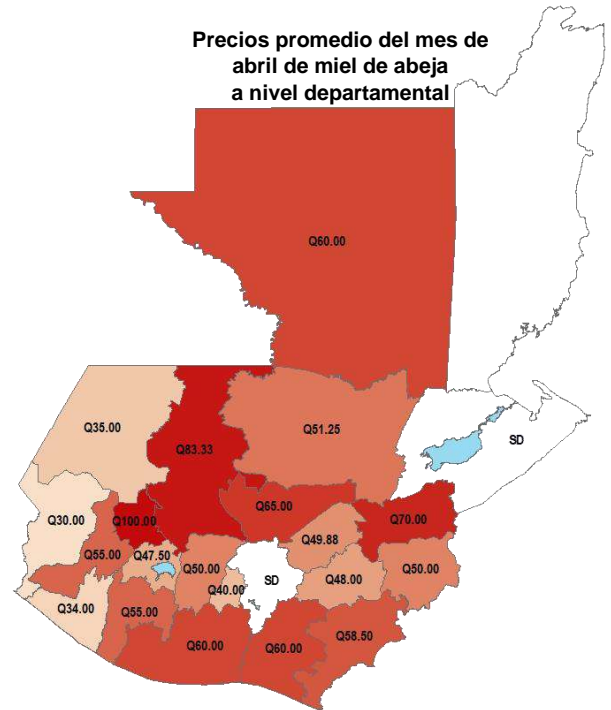 Precios promedio del mes de
abril de miel de abeja
a nivel departamental
Q60.00
Q35.00
Q51.25
Q83.33
SD
Q30.00
Q100.00
Q65.00
Q70.00
Q55.00
Q47.50
Q49.88
Q50.00
SD
Q50.00
Q40.00
Q48.00
Q34.00
Q55.00
Q60.00
Q60.00
Q58.50